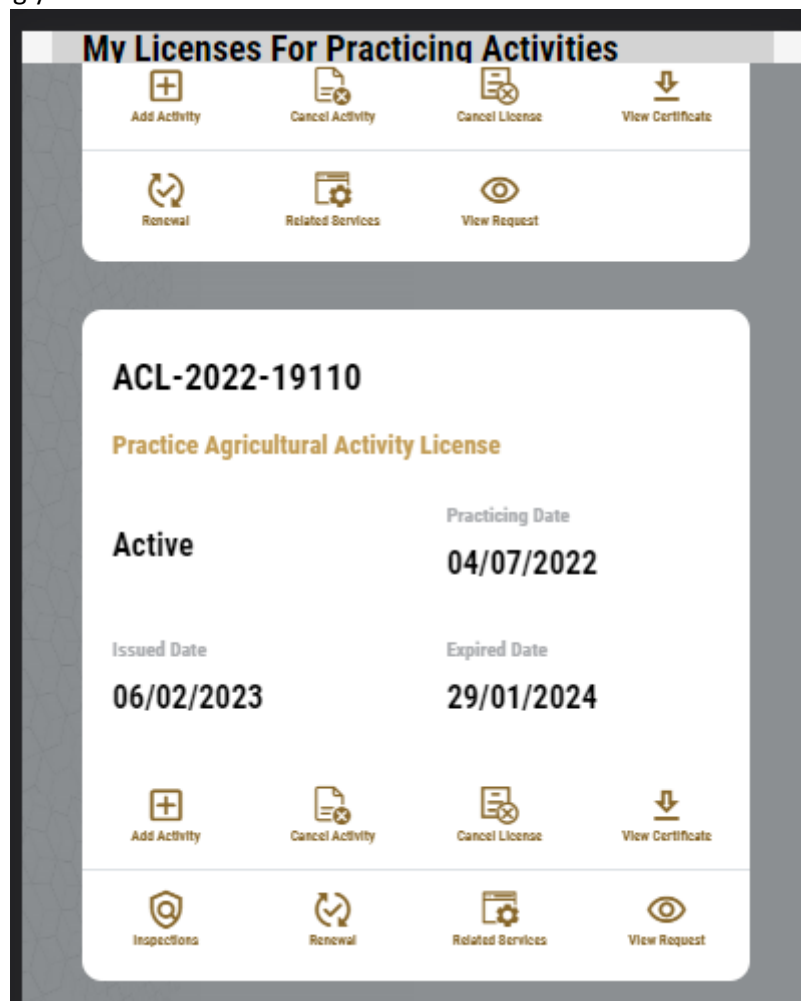 My Licenses For Practicing Activities
Add Activity
Cancel Activity
Cancel License
View Certificate
Renewal
Related Services
View Request
ACL-2022-19110
Practice Agricultural Activity License
Active
Practicing Date
04/07/2022
Issued Date
Expired Date
06/02/2023
29/01/2024
Add Activity
Cancel Activity
Cancel License
View Certificate
Inspections
Renewal
Related Services
View Request